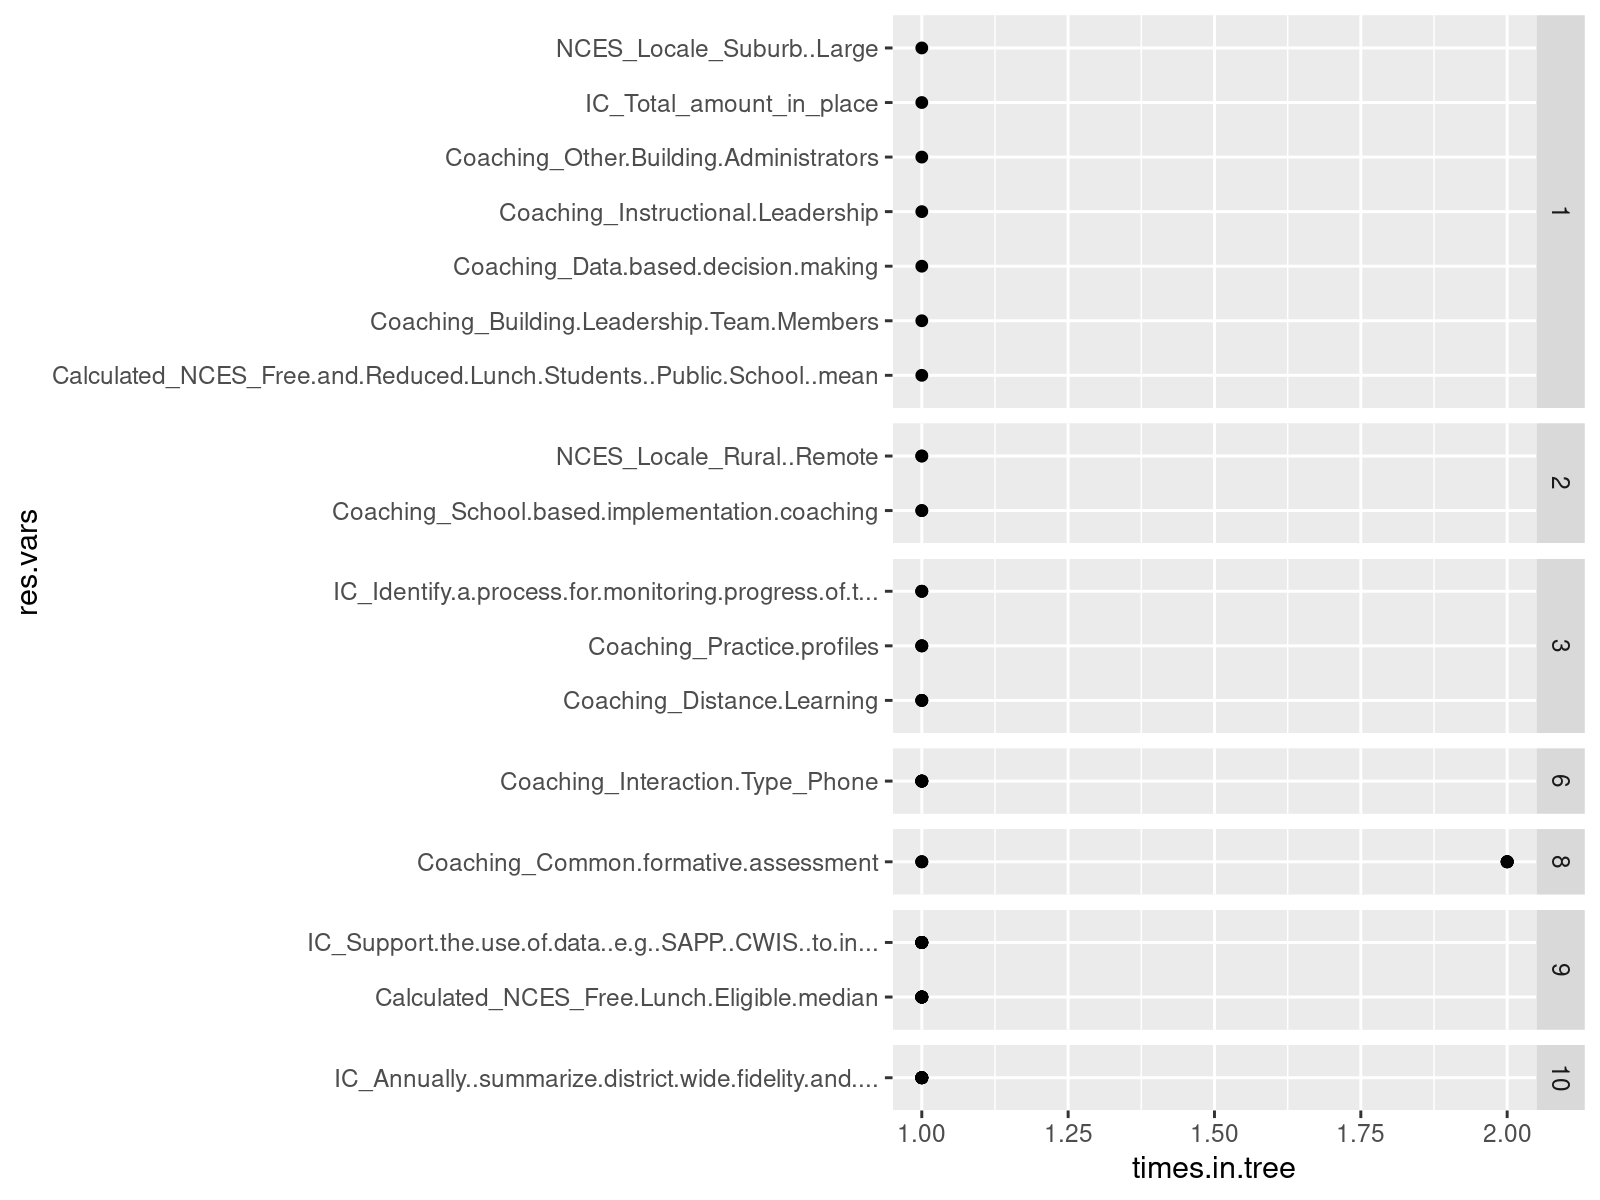 NCES_Locale_Suburb..Large
IC_Total_amount_in_place
Coaching_Other.Building.Administrators
Coaching_Instructional.Leadership
Coaching_Data.based.decision.making
Coaching_Building.Leadership.Team.Members
Calculated_NCES_Free.and.Reduced.Lunch.Students..Public.School..mean
1
NCES_Locale_Rural..Remote
Coaching_School.based.implementation.coaching
2
IC_Identify.a.process.for.monitoring.progress.of.t...
Coaching_Practice.profiles
Coaching_Distance.Learning
3
Coaching_Interaction.Type_Phone
6
Coaching_Common.formative.assessment
8
IC_Support.the.use.of.data..e.g..SAPP..CWIS..to.in...
Calculated_NCES_Free.Lunch.Eligible.median
9
IC_Annually..summarize.district.wide.fidelity.and....
10
res.vars
1.00 1.25 1.50 1.75 2.00
times.in.tree